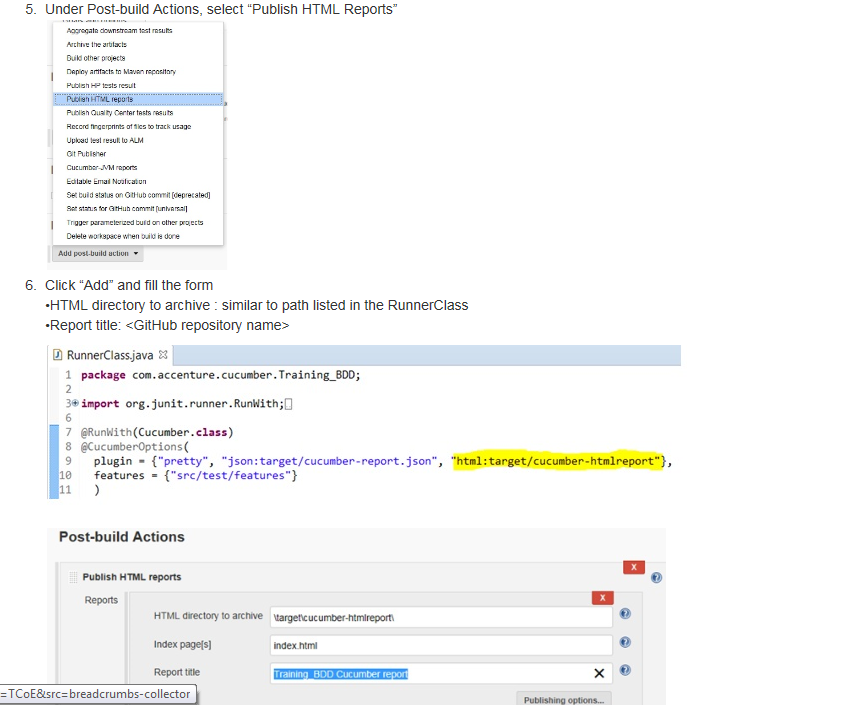 5. Under Post-build Actions, select “Publish HTML Reports”
Aggregate downstream test results
Archive the artifacts
Build other projects
Deploy artifacts to Maven repository
Publish HP tests result
Publish HTML reports
Publish Quality Center tests results
Record fingerprints of files to track usage
Upload test result to ALM
Git Publisher
Cucumber-JVM reports
Editable Email Notification
Set build status on GitHub commit [deprecated]
Set status for GitHub commit [universal]
Trigger parameterized build on other projects
Delete workspace when build is done
Add post-build action
6. Click “Add” and fill the form
•HTML directory to archive : similar to path listed in the RunnerClass
•Report title: <GitHub repository name>
RunnerClass.java
1 package com.accenture.cucumber.Training_BDD;
2
3 import org.junit.runner.RunWith;
6
7 @RunWith(Cucumber.class)
8 @CucumberOptions(
9 plugin = {"pretty", "json:target/cucumber-report.json", "html:target/cucumber-htmlreport"},
10 features = {"src/test/features"}
11 )
Post-build Actions
X
Publish HTML reports
X
Reports
HTML directory to archive \target\cucumber-htmlreport\
Index page[s] index.html
Report title Training_BDD Cucumber report
=TCoE&src=breadcrumbs-collector
Publishing options...